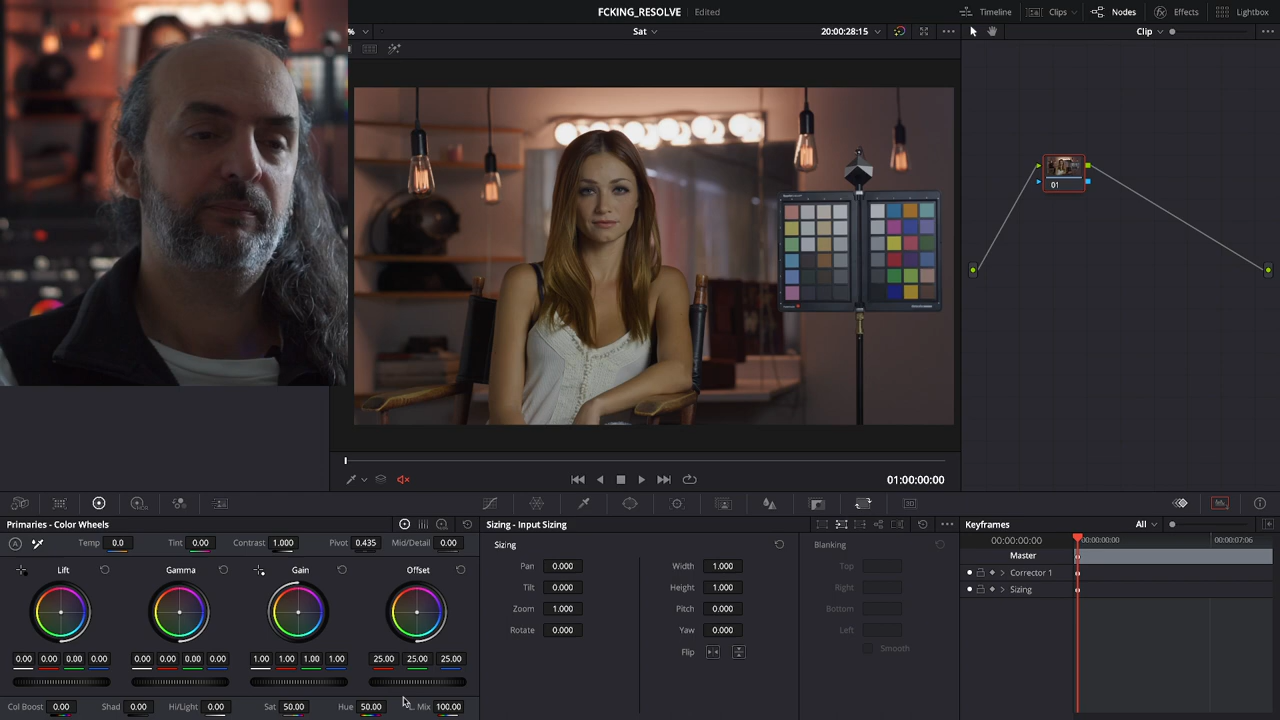 FCKING_RESOLVE Edited
Timeline Clips Nodes Effects Lightbox
% Sat 20:00:28:15 Clip
01
01:00:00:00
Primaries - Color Wheels
Sizing - Input Sizing
Keyframes All
A Temp 0.0 Tint 0.00 Contrast 1.000 Pivot 0.435 Mid/Detail 0.00
Sizing
Blanking
00:00:00:00 00:00:00:00 00:00:07:06
Master
Corrector 1
Sizing
Lift Gamma Gain Offset
0.00 0.00 0.00 0.00 0.00 0.00 0.00 0.00 1.00 1.00 1.00 1.00 25.00 25.00 25.00
Col Boost 0.00 Shad 0.00 Hi/Light 0.00 Sat 50.00 Hue 50.00 L. Mix 100.00
Pan 0.000 Width 1.000 Top
Tilt 0.000 Height 1.000 Right
Zoom 1.000 Pitch 0.000 Bottom
Rotate 0.000 Yaw 0.000 Left
Flip Smooth